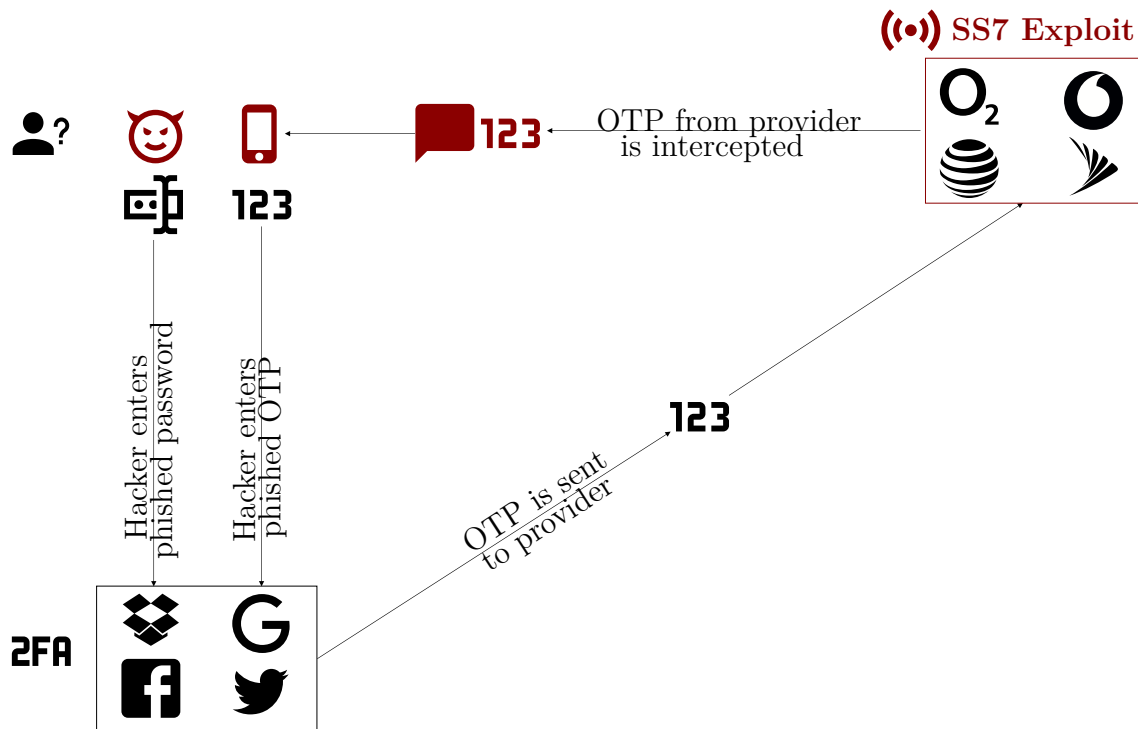 SS7 Exploit
O2
?
123
OTP from provider
is intercepted
123
Hacker enters
phished password
Hacker enters
phished OTP
123
OTP is sent
to provider
2FA